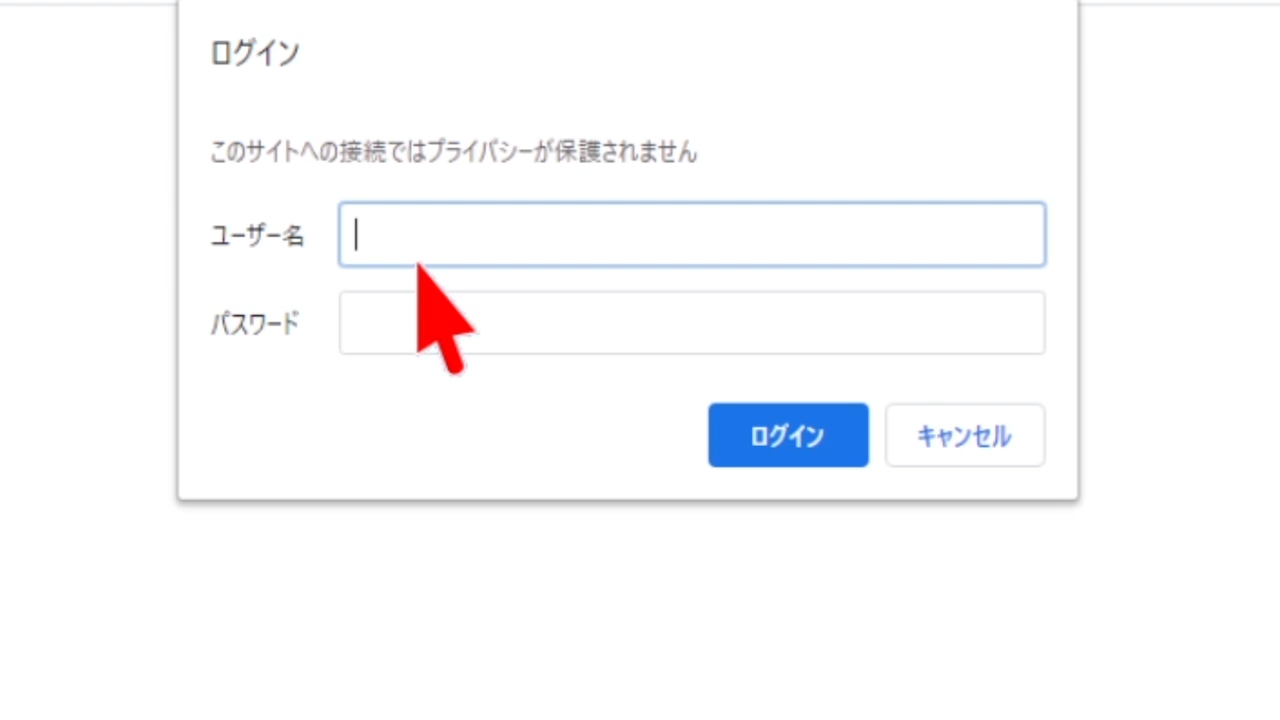 ログイン
このサイトへの接続ではプライバシーが保護されません
ユーザー名
パスワード
ログイン
キャンセル